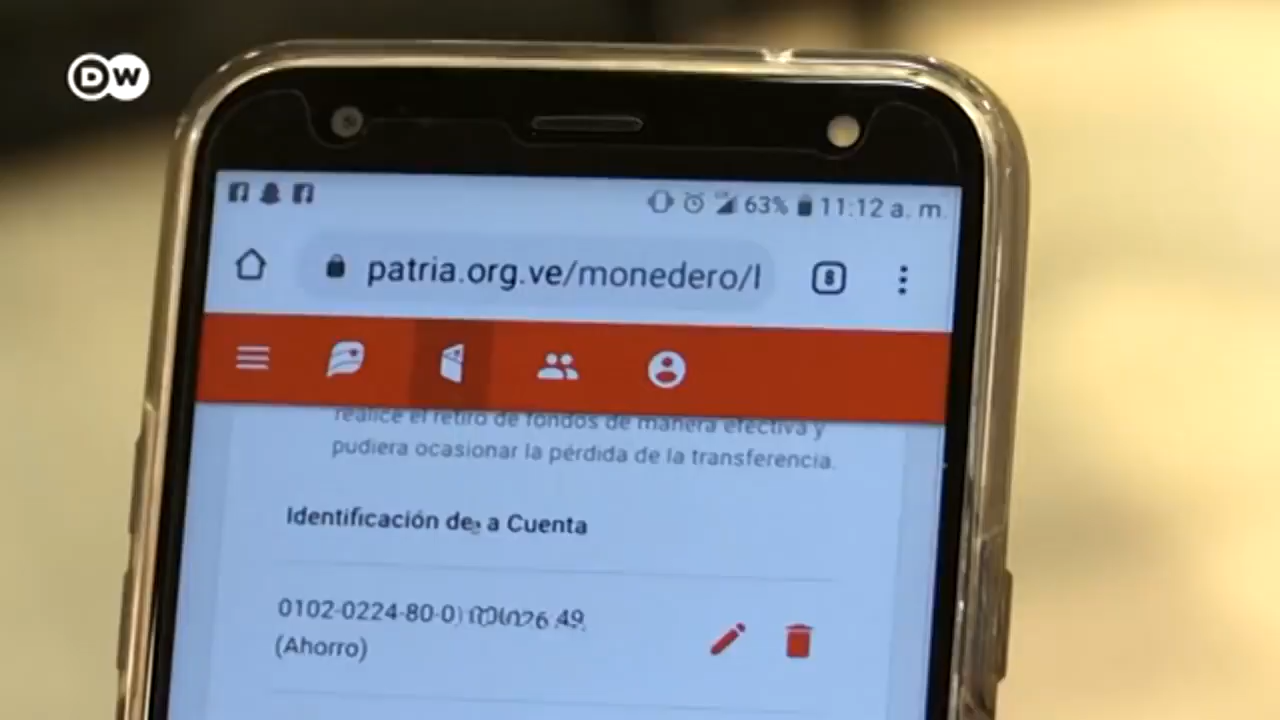 DW
63% 11:12 a. m.
patria.org.ve/monedero/l
8
realice el retiro de fondos de manera efectiva y
pudiera ocasionar la pérdida de la transferencia.
Identificación de a Cuenta
0102-0224-80-0
(Ahorro)